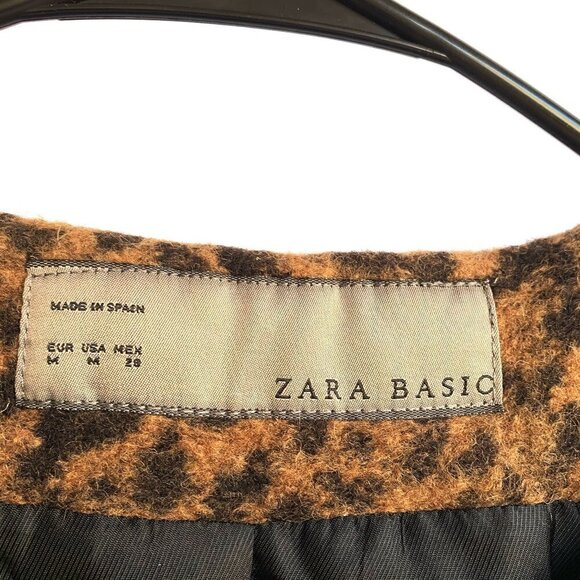 MADE IN SPAIN
EUR USA MEX
M M 28
ZARA BASIC